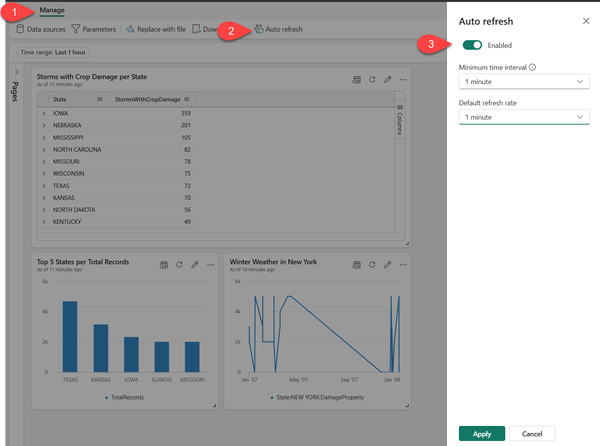 1
Manage
Data sources
Parameters
Replace with file
2
Auto refresh
Time range: Last 1 hour
Pages
Storms with Crop Damage per State
As of 12 minutes ago
State
StormsWithCropDamage
IOWA 359
NEBRASKA 201
MISSISSIPPI 105
NORTH CAROLINA 82
MISSOURI 78
WISCONSIN 75
TEXAS 72
KANSAS 70
NORTH DAKOTA 56
KENTUCKY 49
Columns
Top 5 States per Total Records
As of 11 minutes ago
6k
4k
2k
0
TEXAS KANSAS IOWA ILLINOIS MISSOURI
TotalRecords
Winter Weather in New York
As of 10 minutes ago
6k
4k
2k
0
Jan '07 May '07 Sep '07 Jan '08
State:NEW YORK:DamageProperty
Auto refresh
3
Enabled
Minimum time interval
1 minute
Default refresh rate
1 minute
Apply
Cancel